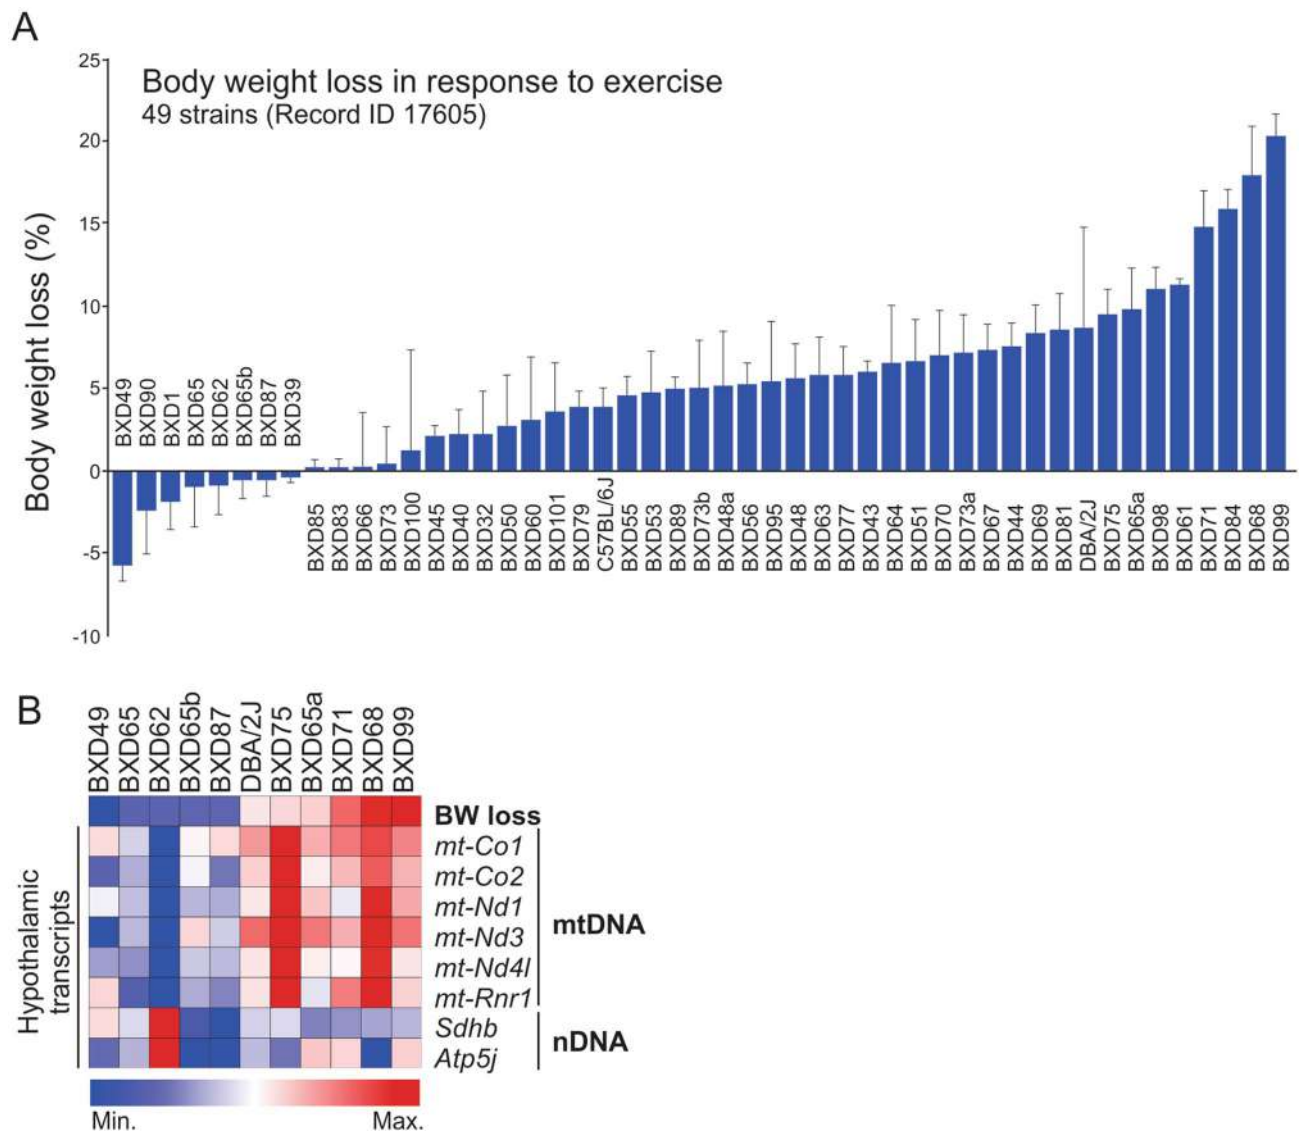 A
Body weight loss in response to exercise
49 strains (Record ID 17605)
Body weight loss (%)
25
20
15
10
5
0
-5
-10
BXD49
BXD90
BXD1
BXD65
BXD62
BXD65b
BXD87
BXD39
BXD85
BXD83
BXD66
BXD73
BXD100
BXD45
BXD40
BXD32
BXD50
BXD60
BXD101
BXD79
C57BL/6J
BXD55
BXD53
BXD89
BXD73b
BXD48a
BXD56
BXD95
BXD48
BXD63
BXD77
BXD43
BXD64
BXD51
BXD70
BXD73a
BXD67
BXD44
BXD69
BXD81
DBA/2J
BXD75
BXD65a
BXD98
BXD61
BXD71
BXD84
BXD68
BXD99
B
BXD49
BXD65
BXD62
BXD65b
BXD87
DBA/2J
BXD75
BXD65a
BXD71
BXD68
BXD99
BW loss
Hypothalamic
transcripts
mt-Co1
mt-Co2
mt-Nd1
mt-Nd3
mt-Nd4l
mt-Rnr1
mtDNA
Sdhb
Atp5j
nDNA
Min.
Max.